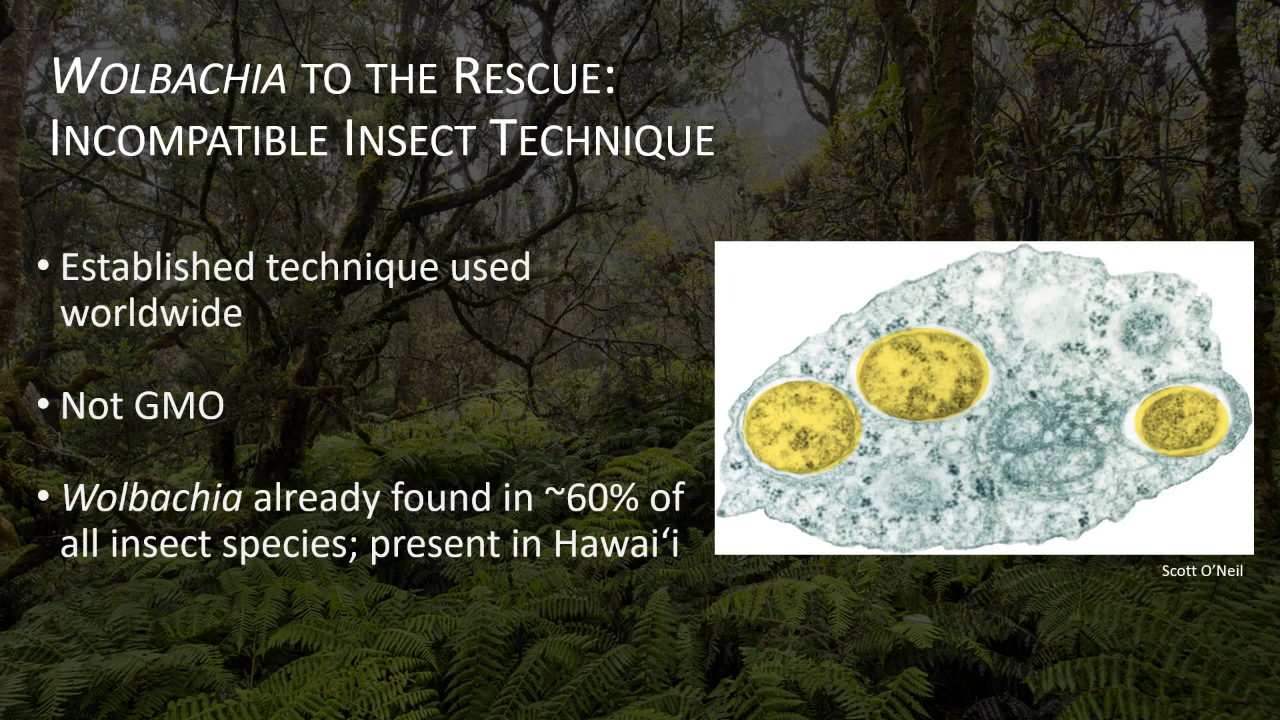 WOLBACHIA TO THE RESCUE:
INCOMPATIBLE INSECT TECHNIQUE
• Established technique used
worldwide
• Not GMO
• Wolbachia already found in ~60% of
all insect species; present in Hawai‘i
Scott O’Neil